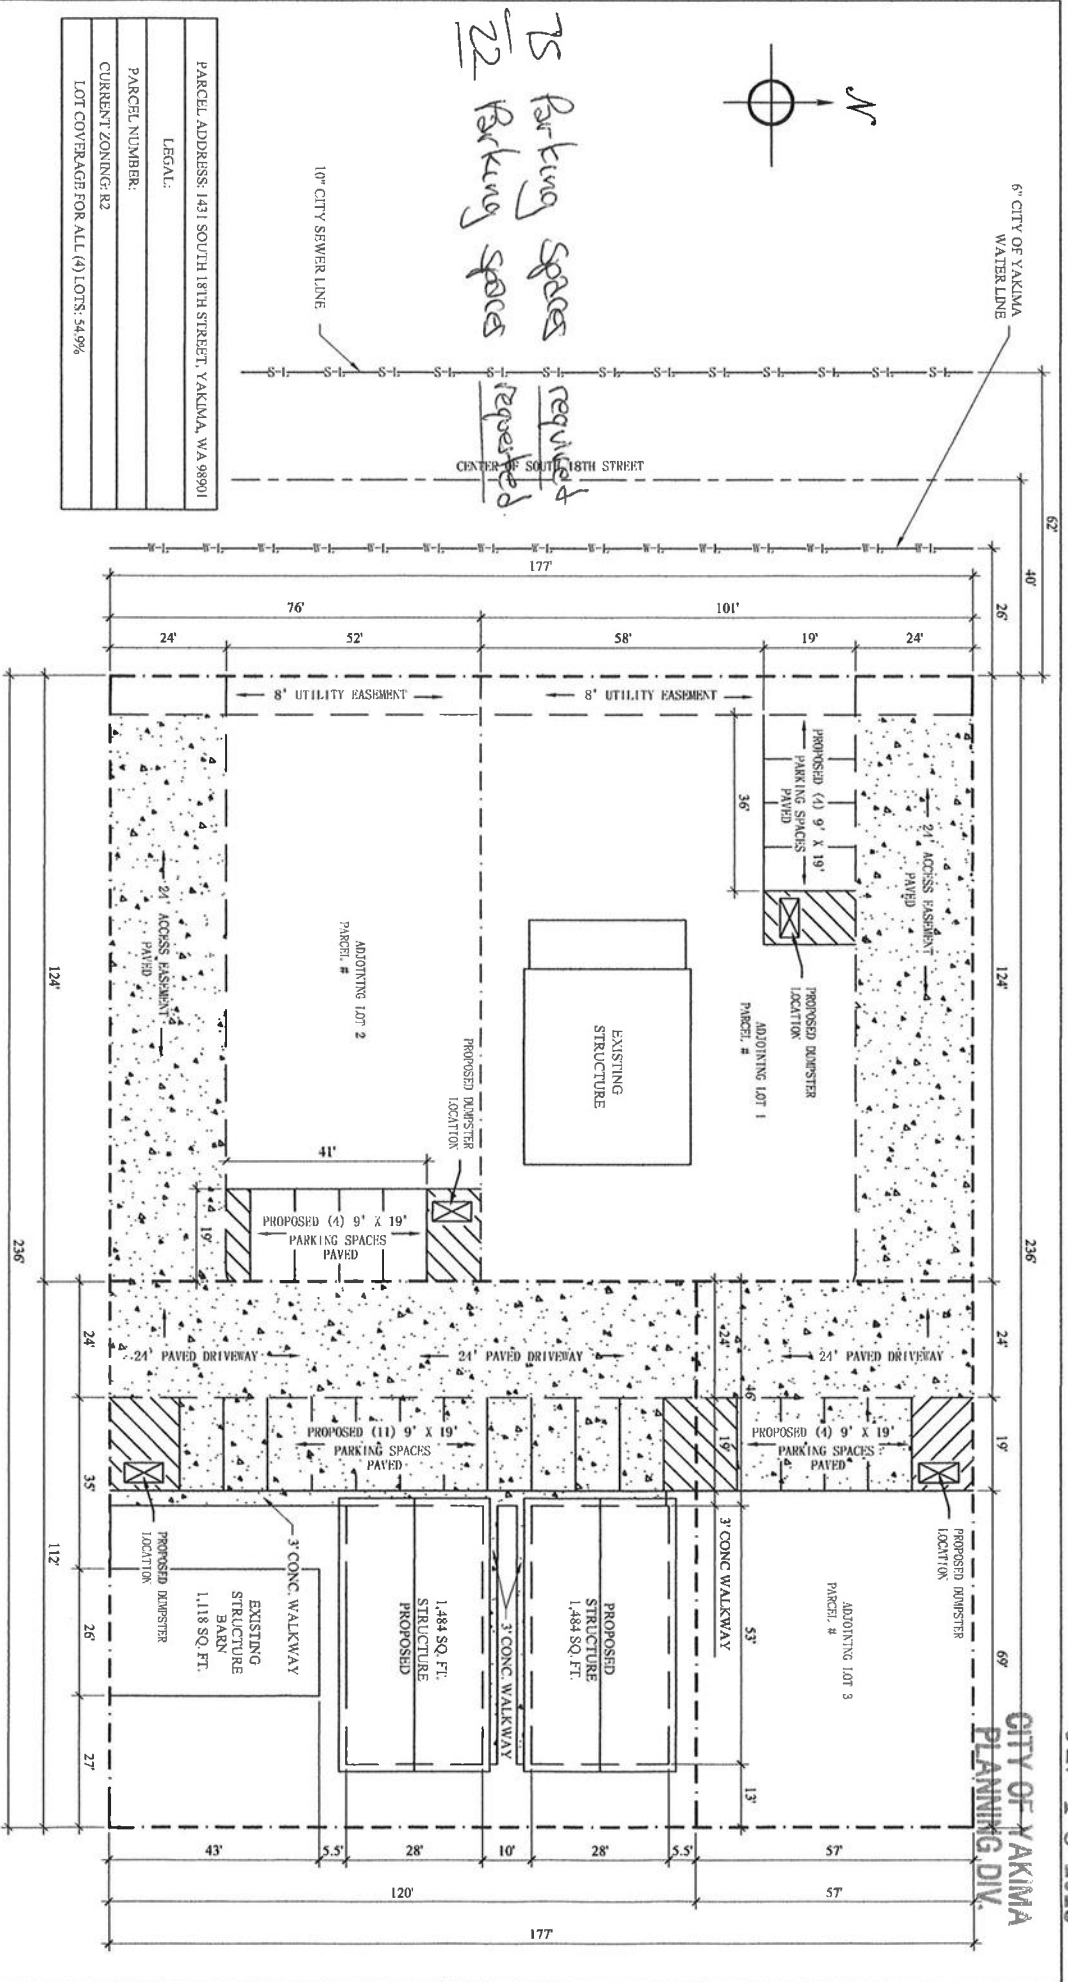 CITY OF YAKIMA
PLANNING DIV.
N
75 Parking Spaces required
22 Parking Spaces requested
6" CITY OF YAKIMA
WATER LINE
10" CITY SEWER LINE
S-L S-L S-L S-L S-L S-L S-L S-L S-L S-L S-L S-L S-L
CENTER OF SOUTH 18TH STREET
W-L W-L W-L W-L W-L W-L W-L W-L W-L W-L W-L W-L W-L W-L W-L
PARCEL ADDRESS: 1431 SOUTH 18TH STREET, YAKIMA, WA 98901
LEGAL:
PARCEL NUMBER:
CURRENT ZONING: R2
LOT COVERAGE FOR ALL (4) LOTS: 54.9%
62'
40'
26'
236'
124'
24'
19'
69'
177'
76'
101'
24'
52'
58'
19'
24'
8' UTILITY EASEMENT
8' UTILITY EASEMENT
PROPOSED (4) 9' X 19'
PARKING SPACES
PAVED
36'
24' ACCESS EASEMENT
PAVED
PROPOSED DUMPSTER
LOCATION
ADJOINING LOT 1
PARCEL #
EXISTING
STRUCTURE
ADJOINING LOT 2
PARCEL #
24' ACCESS EASEMENT
PAVED
PROPOSED DUMPSTER
LOCATION
41'
19'
PROPOSED (4) 9' X 19'
PARKING SPACES
PAVED
24' PAVED DRIVEWAY
24' PAVED DRIVEWAY
24' PAVED DRIVEWAY
24'
46'
19'
PROPOSED (11) 9' X 19'
PARKING SPACES
PAVED
PROPOSED (4) 9' X 19'
PARKING SPACES
PAVED
PROPOSED DUMPSTER
LOCATION
PROPOSED DUMPSTER
LOCATION
3' CONC. WALKWAY
3' CONC. WALKWAY
3' CONC WALKWAY
53'
13'
ADJOINING LOT 3
PARCEL #
PROPOSED
STRUCTURE
1,484 SQ. FT.
1,484 SQ. FT.
STRUCTURE
PROPOSED
EXISTING
STRUCTURE
BARN
1,118 SQ. FT.
24'
35'
26'
27'
124'
112'
236'
43'
5.5'
28'
10'
28'
5.5'
57'
120'
57'
177'